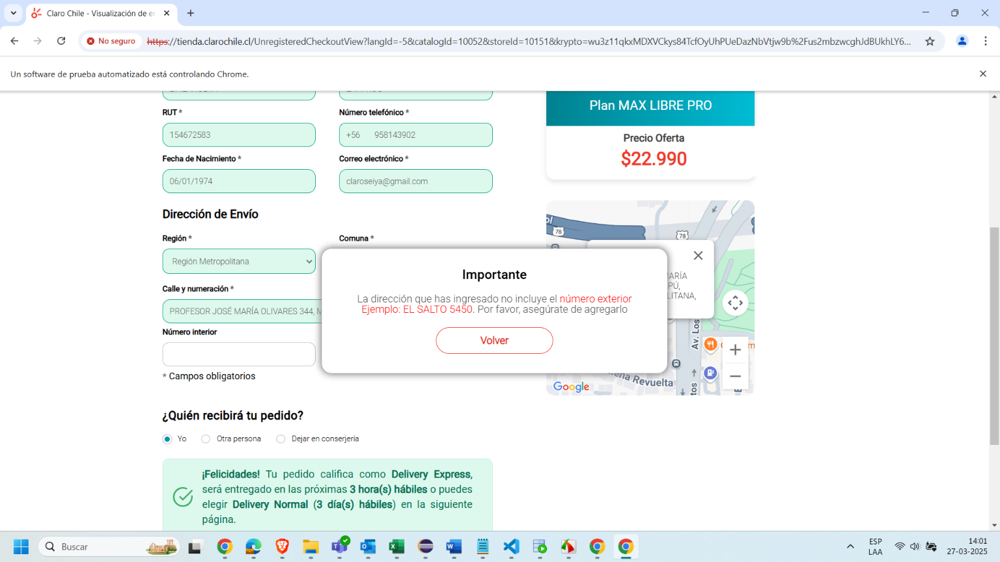 Claro Chile - Visualización de e
No seguro
https://tienda.clarochile.cl/UnregisteredCheckoutView?langId=-5&catalogId=10052&storeId=10151&krypto=wu3z11qkxMDXVCkys84TcfOyUhPUeDazNbVtjw9b%2Fus2mbzwcghJdBUkhLY6...
Un software de prueba automatizado está controlando Chrome.
RUT *
Número telefónico *
154672583
+56 958143902
Fecha de Nacimiento *
Correo electrónico *
06/01/1974
claroseiya@gmail.com
Plan MAX LIBRE PRO
Precio Oferta
$22.990
Dirección de Envío
Región *
Comuna *
Región Metropolitana
Calle y numeración *
PROFESOR JOSÉ MARÍA OLIVARES 344, M
Número interior
* Campos obligatorios
Importante
La dirección que has ingresado no incluye el número exterior
Ejemplo: EL SALTO 5450. Por favor, asegúrate de agregarlo
Volver
78
78
MARÍA
PÚ,
LITANA,
Av. Los
Revuelta
tos
Google
¿Quién recibirá tu pedido?
Yo
Otra persona
Dejar en conserjería
¡Felicidades! Tu pedido califica como Delivery Express,
será entregado en las próximas 3 hora(s) hábiles o puedes
elegir Delivery Normal (3 día(s) hábiles) en la siguiente
página.
Buscar
ESP
LAA
14:01
27-03-2025